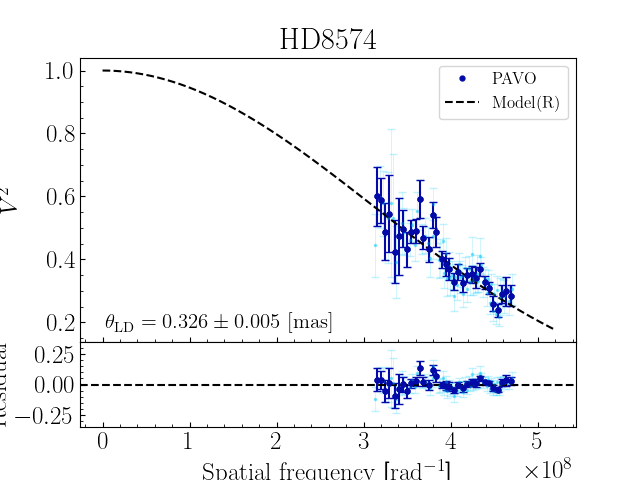 HD8574
PAVO
Model(R)
1.0
0.8
0.6
0.4
0.2
V²
θ_LD = 0.326 ± 0.005 [mas]
0.25
0.00
−0.25
Residual
0 1 2 3 4 5
×10⁸
Spatial frequency [rad⁻¹]